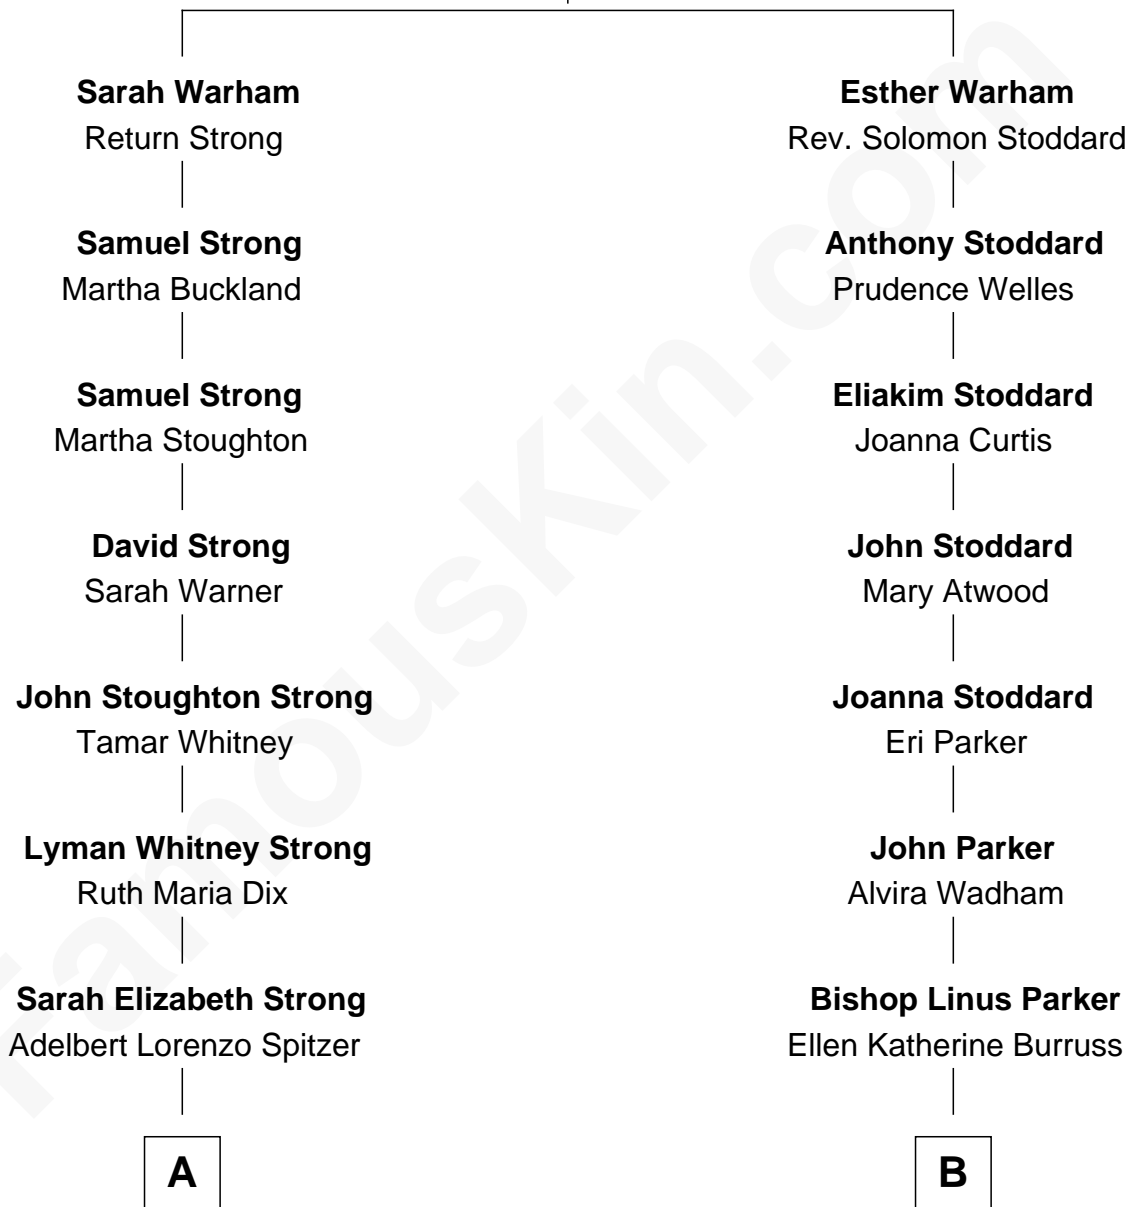 Sarah Warham
Return Strong
Samuel Strong
Martha Buckland
Samuel Strong
Martha Stoughton
David Strong
Sarah Warner
John Stoughton Strong
Tamar Whitney
Lyman Whitney Strong
Ruth Maria Dix
Sarah Elizabeth Strong
Adelbert Lorenzo Spitzer
A
Esther Warham
Rev. Solomon Stoddard
Anthony Stoddard
Prudence Welles
Eliakim Stoddard
Joanna Curtis
John Stoddard
Mary Atwood
Joanna Stoddard
Eri Parker
John Parker
Alvira Wadham
Bishop Linus Parker
Ellen Katherine Burruss
B
FamousKin.com